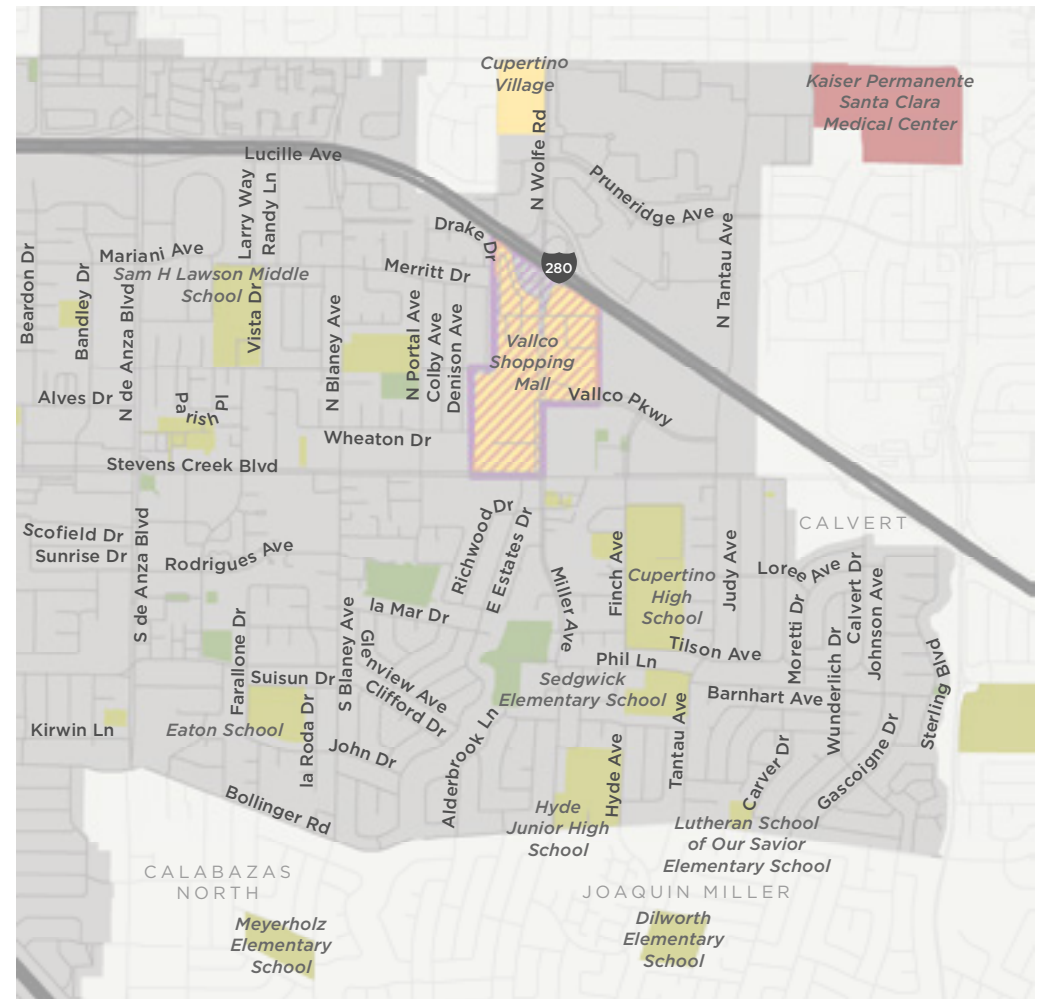 Cupertino
Village
Kaiser Permanente
Santa Clara
Medical Center
Lucille Ave
N Wolfe Rd
Pruneridge Ave
Larry Way
Randy Ln
Drake Dr
N Tantau Ave
Beardon Dr
Mariani Ave
Merritt Dr
280
Sam H Lawson Middle
School
Bandley Dr
N de Anza Blvd
Vista Dr
N Blaney Ave
N Portal Ave
Colby Ave
Denison Ave
Vallco
Shopping
Mall
Alves Dr
Parish Pl
Vallco Pkwy
Wheaton Dr
Stevens Creek Blvd
Scofield Dr
Sunrise Dr
S de Anza Blvd
Rodrigues Ave
Richwood Dr
E Estates Dr
Miller Ave
Finch Ave
Cupertino
High
School
Judy Ave
CALVERT
Loree Ave
Calvert Dr
Johnson Ave
Moretti Dr
Wunderlich Dr
la Mar Dr
Farallone Dr
S Blaney Ave
Glenview Ave
Tilson Ave
Phil Ln
Suisun Dr
Clifford Dr
Sedgwick
Elementary School
Barnhart Ave
Sterling Blvd
Kirwin Ln
Eaton School
la Roda Dr
John Dr
Alderbrook Ln
Tantau Ave
Hyde Ave
Carver Dr
Gascoigne Dr
Bollinger Rd
Hyde
Junior High
School
Lutheran School
of Our Savior
Elementary School
CALABAZAS
NORTH
JOAQUIN MILLER
Meyerholz
Elementary
School
Dilworth
Elementary
School